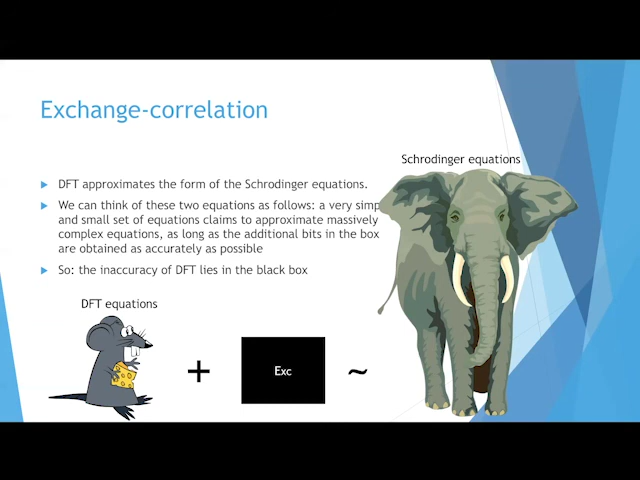 Exchange-correlation
Schrodinger equations
DFT approximates the form of the Schrodinger equations.
We can think of these two equations as follows: a very simp
and small set of equations claims to approximate massively
complex equations, as long as the additional bits in the box
are obtained as accurately as possible
So: the inaccuracy of DFT lies in the black box
DFT equations
+ Exc ~